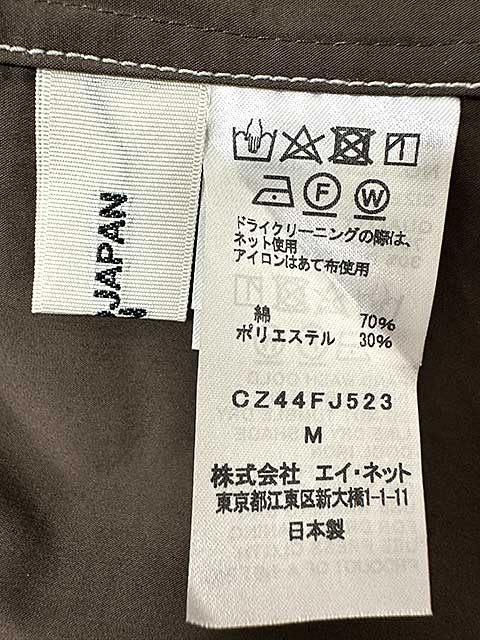 JAPAN
F
W
ドライクリーニングの際は、
ネット使用
アイロンはあて布使用
綿 70%
ポリエステル 30%
CZ44FJ523
M
株式会社 エイ・ネット
東京都江東区新大橋1-1-11
日本製